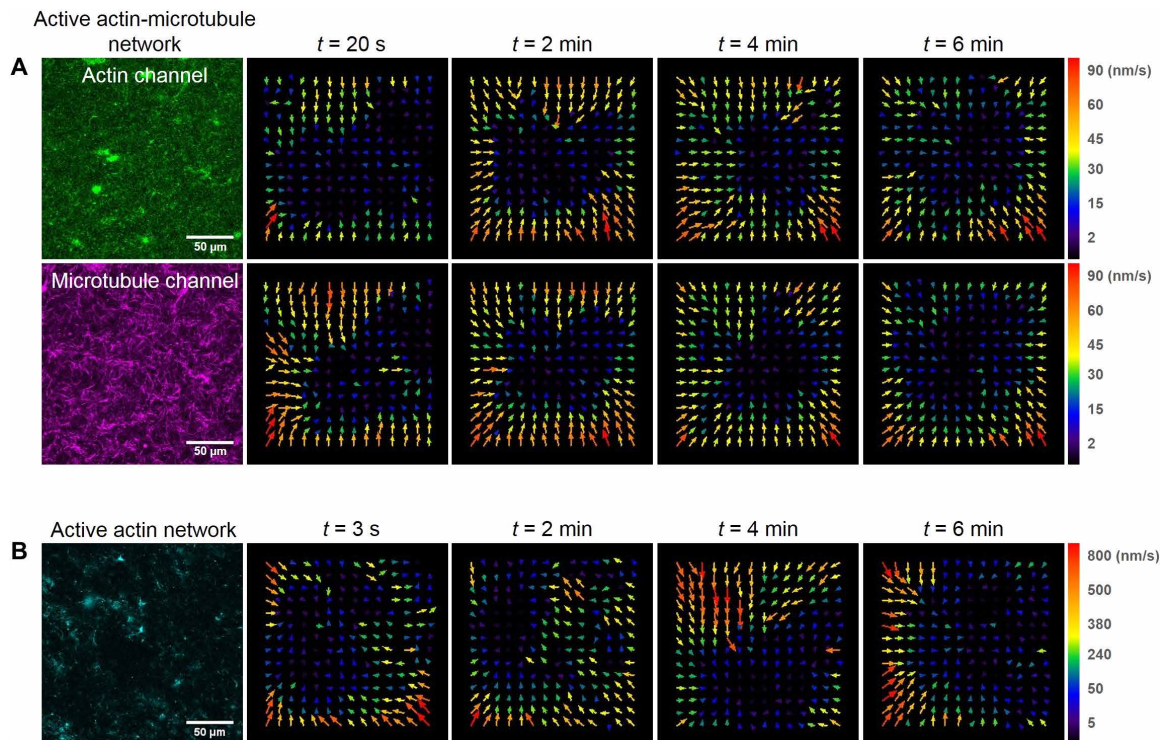 Active actin-microtubule
network
t = 20 s
t = 2 min
t = 4 min
t = 6 min
A
Actin channel
50 µm
90 (nm/s)
60
45
30
15
2
Microtubule channel
50 µm
90 (nm/s)
60
45
30
15
2
Active actin network
t = 3 s
t = 2 min
t = 4 min
t = 6 min
B
50 µm
800 (nm/s)
500
380
240
50
5